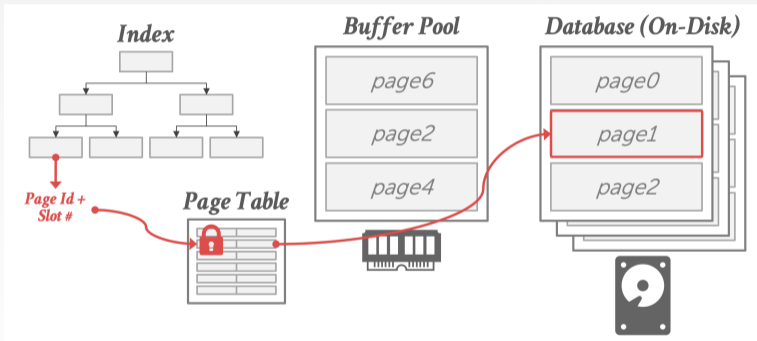 Index
Buffer Pool
Database (On-Disk)
page6
page2
page4
page0
page1
page2
Page Id +
Slot #
Page Table